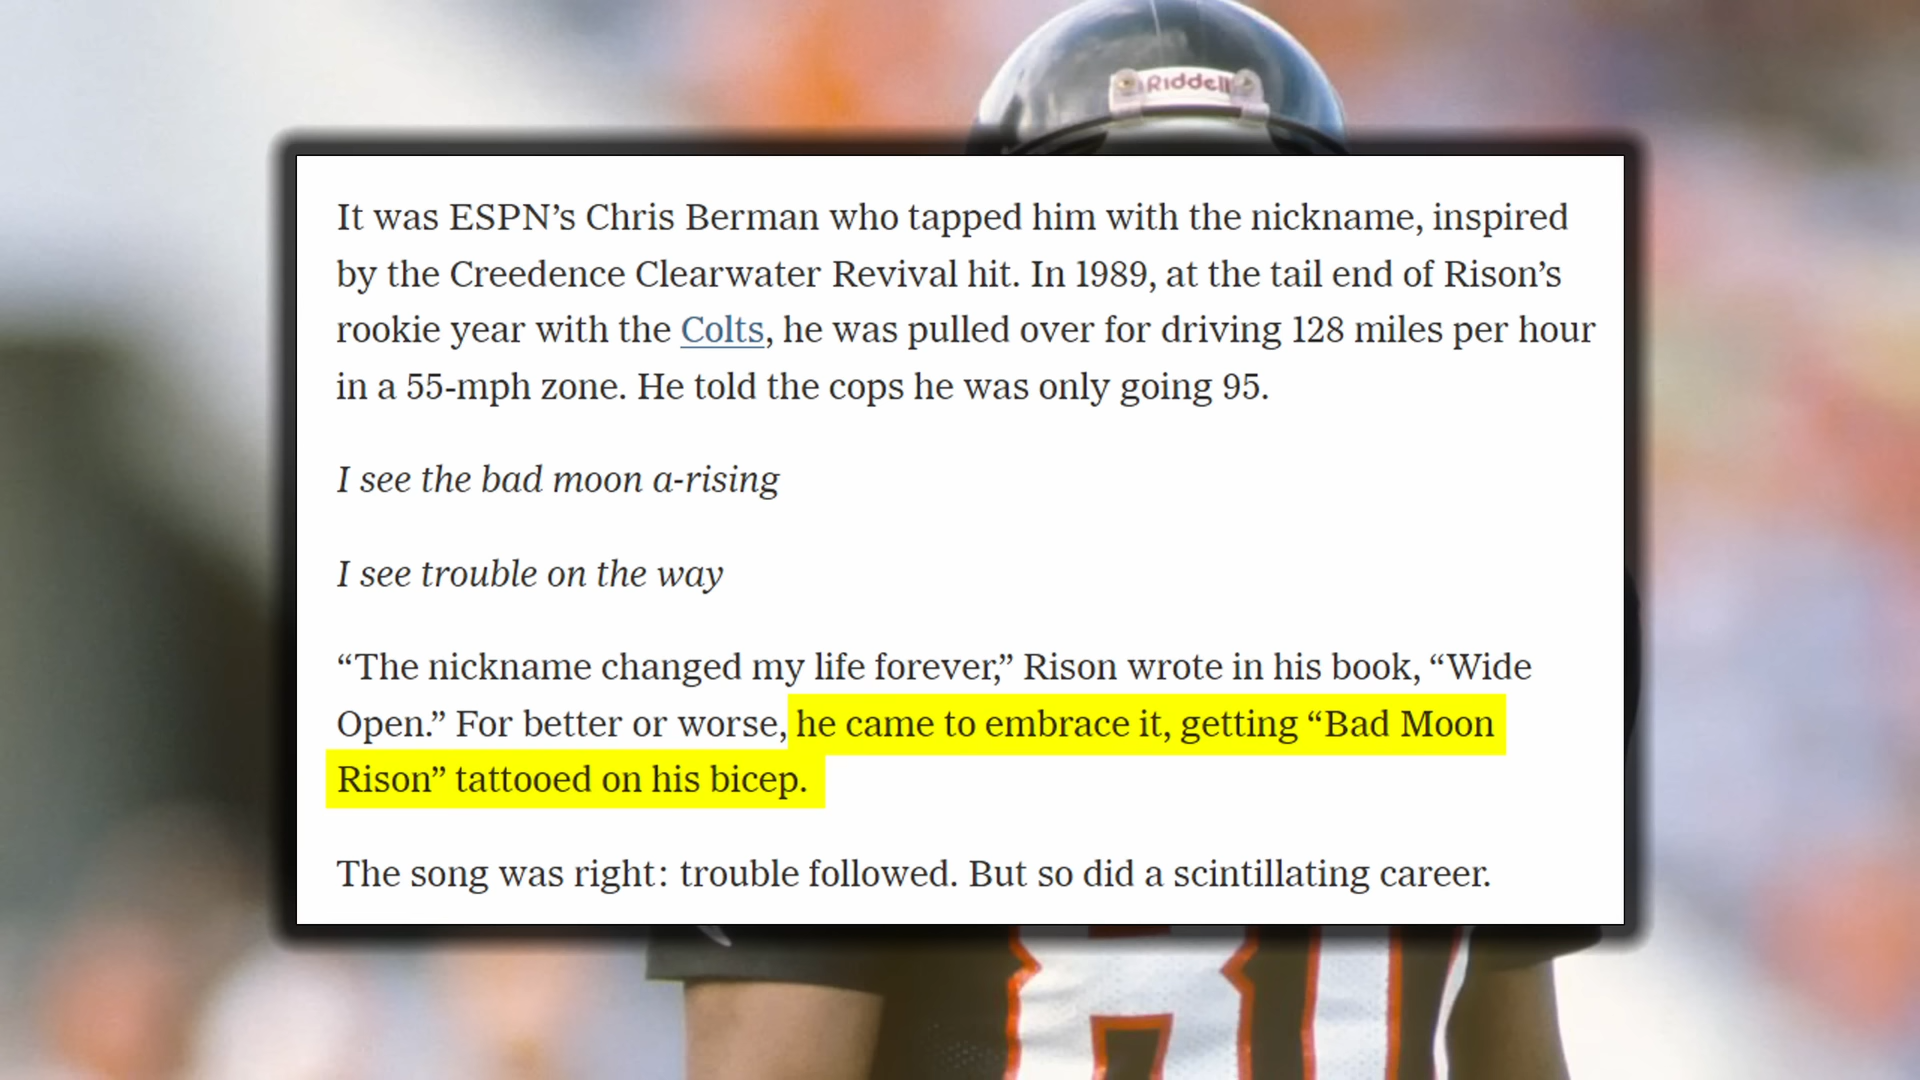 Riddell
It was ESPN’s Chris Berman who tapped him with the nickname, inspired
by the Creedence Clearwater Revival hit. In 1989, at the tail end of Rison’s
rookie year with the Colts, he was pulled over for driving 128 miles per hour
in a 55-mph zone. He told the cops he was only going 95.
I see the bad moon a-rising
I see trouble on the way
“The nickname changed my life forever,” Rison wrote in his book, “Wide
Open.” For better or worse, he came to embrace it, getting “Bad Moon
Rison” tattooed on his bicep.
The song was right: trouble followed. But so did a scintillating career.